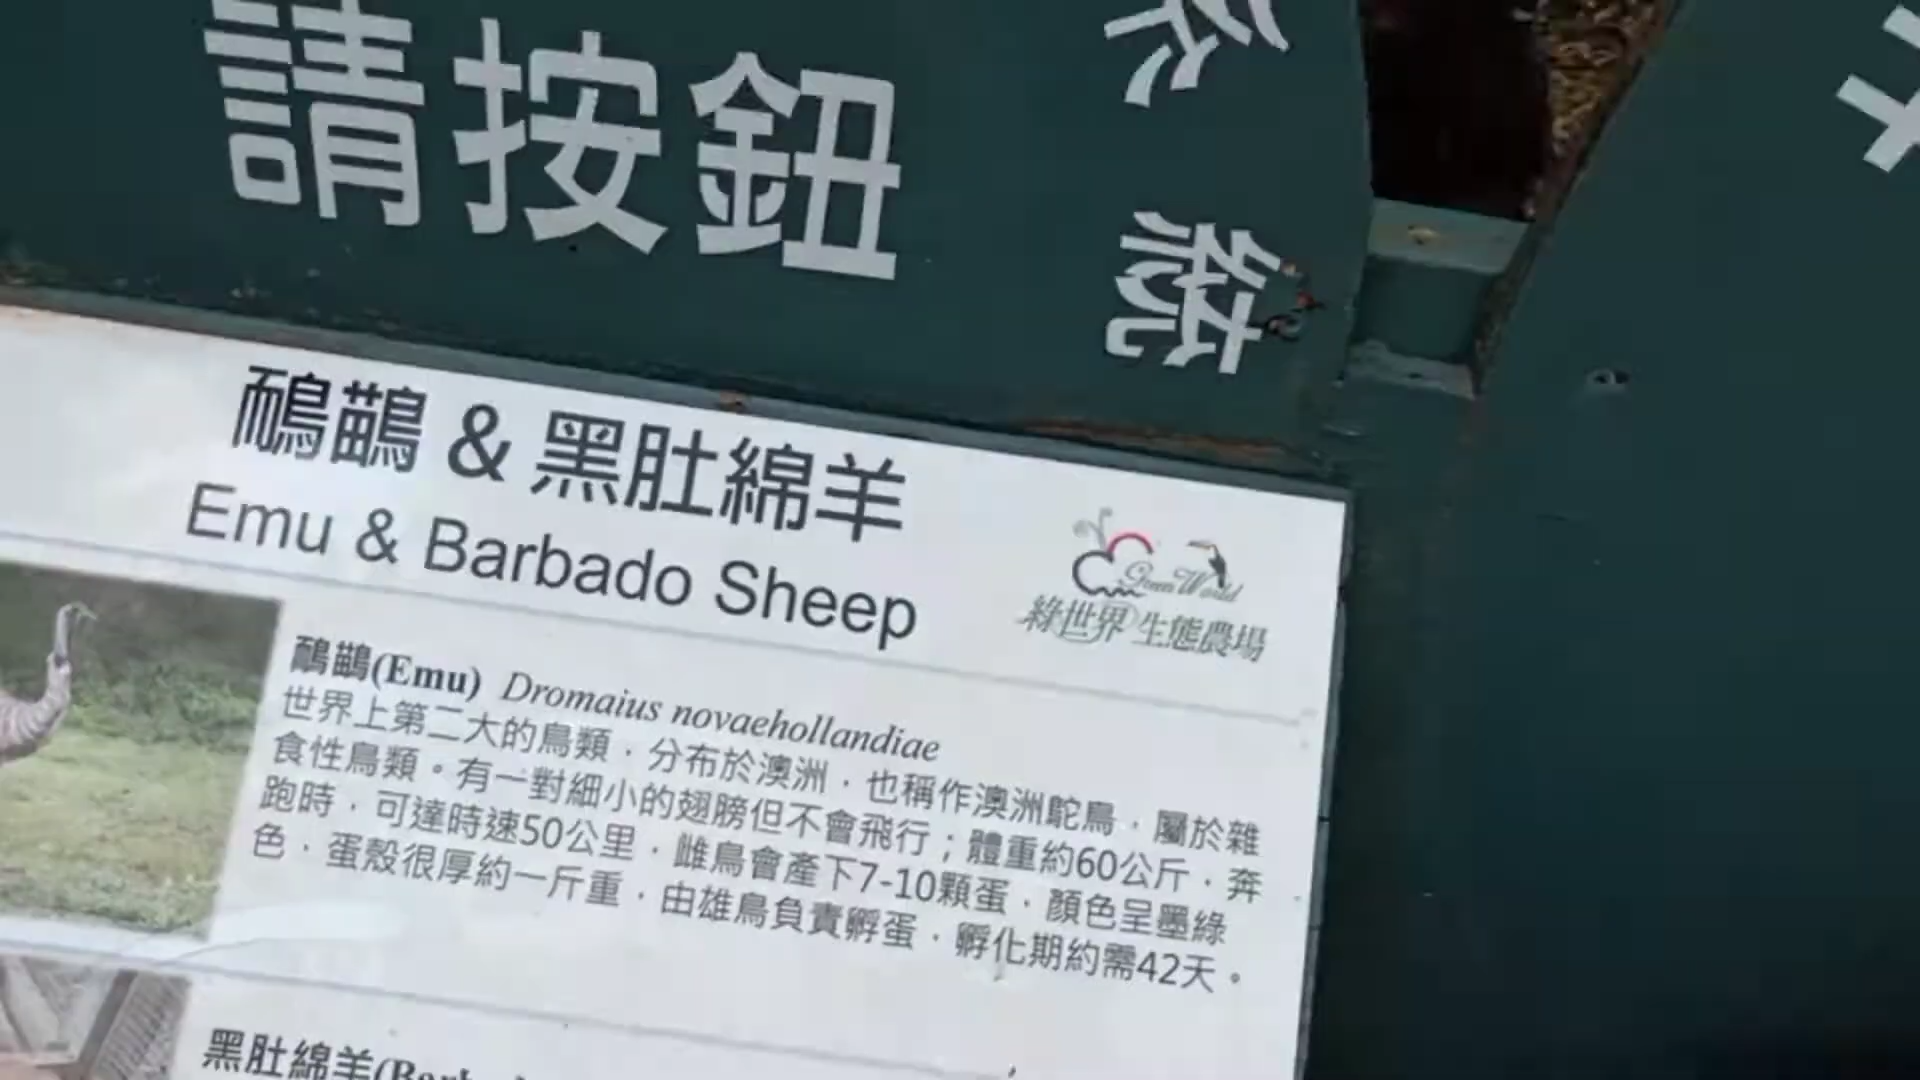 請按鈕
鴯鶓 & 黑肚綿羊
Emu & Barbado Sheep
Green World
綠世界 生態農場
鴯鶓(Emu) Dromaius novaehollandiae
世界上第二大的鳥類，分布於澳洲，也稱作澳洲鴕鳥，屬於雜
食性鳥類。有一對細小的翅膀但不會飛行；體重約60公斤，奔
跑時，可達時速50公里，雌鳥會產下7-10顆蛋，顏色呈墨綠
色，蛋殼很厚約一斤重，由雄鳥負責孵蛋，孵化期約需42天。
黑肚綿羊(Bar